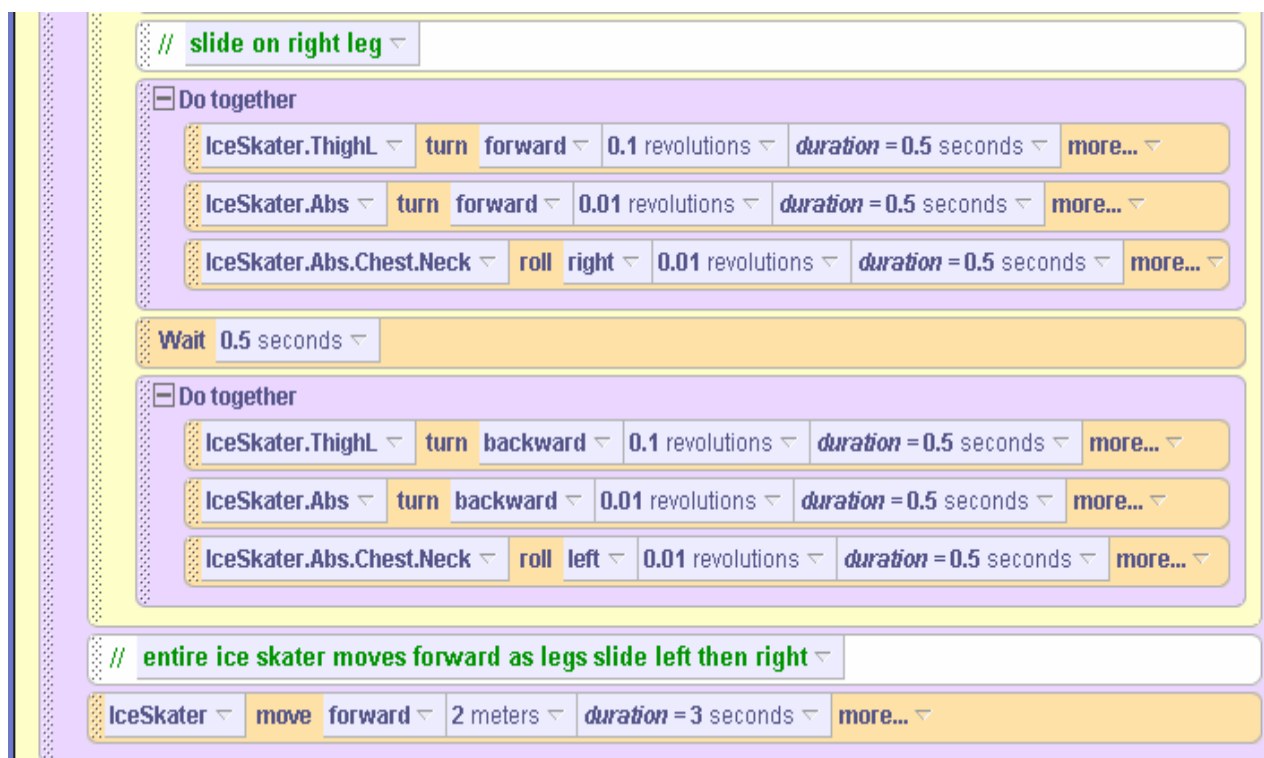 // slide on right leg
Do together
IceSkater.ThighL turn forward 0.1 revolutions duration = 0.5 seconds more...
IceSkater.Abs turn forward 0.01 revolutions duration = 0.5 seconds more...
IceSkater.Abs.Chest.Neck roll right 0.01 revolutions duration = 0.5 seconds more...
Wait 0.5 seconds
Do together
IceSkater.ThighL turn backward 0.1 revolutions duration = 0.5 seconds more...
IceSkater.Abs turn backward 0.01 revolutions duration = 0.5 seconds more...
IceSkater.Abs.Chest.Neck roll left 0.01 revolutions duration = 0.5 seconds more...
// entire ice skater moves forward as legs slide left then right
IceSkater move forward 2 meters duration = 3 seconds more...